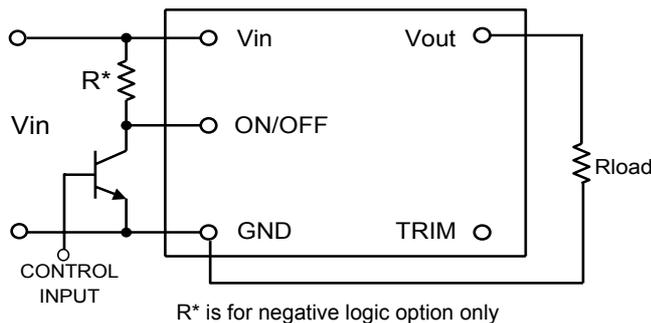 Vin
Vout
R*
Vin
ON/OFF
Rload
GND
TRIM
CONTROL
INPUT
R* is for negative logic option only